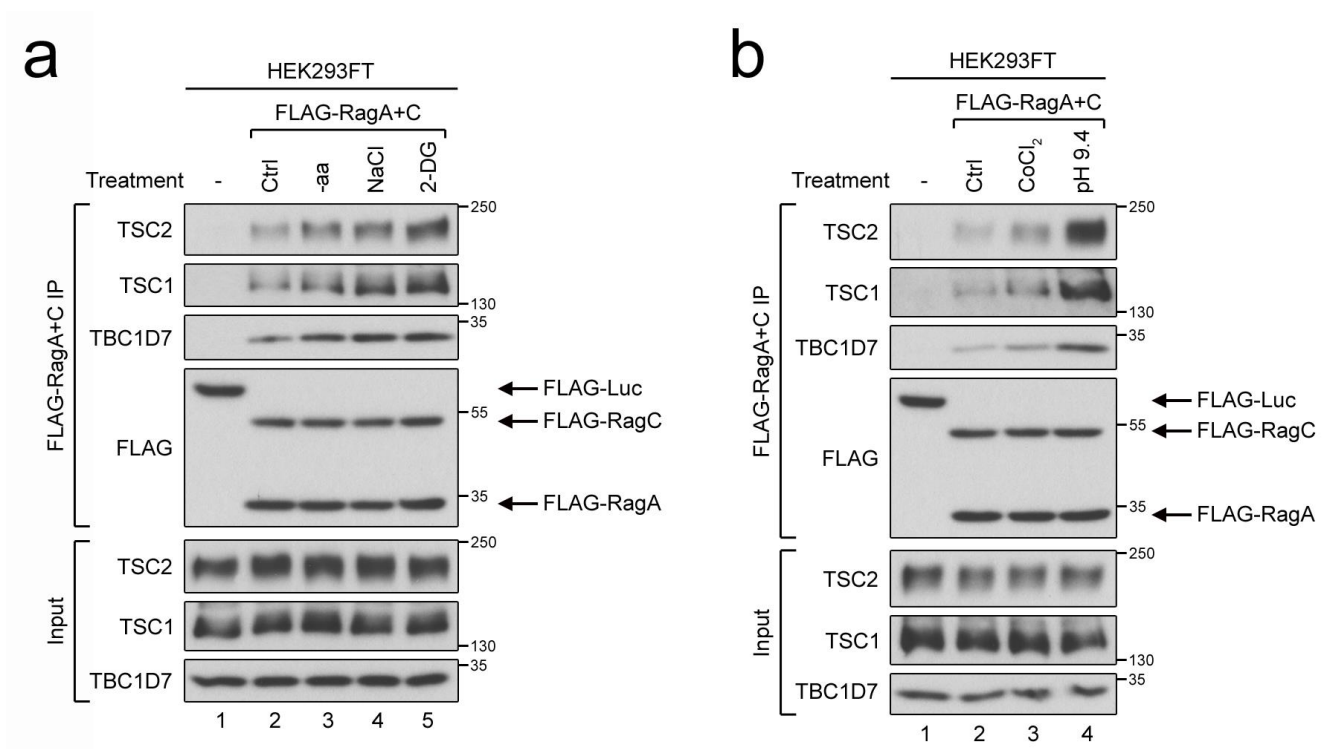 a
HEK293FT
FLAG-RagA+C
Treatment - Ctrl -aa NaCl 2-DG
FLAG-RagA+C IP
TSC2 250
TSC1 130
TBC1D7 35
FLAG 55 35
FLAG-Luc
FLAG-RagC
FLAG-RagA
Input
TSC2 250
TSC1 130
TBC1D7 35
1 2 3 4 5
b
HEK293FT
FLAG-RagA+C
Treatment - Ctrl CoCl₂ pH 9.4
FLAG-RagA+C IP
TSC2 250
TSC1 130
TBC1D7 35
FLAG 55 35
FLAG-Luc
FLAG-RagC
FLAG-RagA
Input
TSC2 250
TSC1 130
TBC1D7 35
1 2 3 4